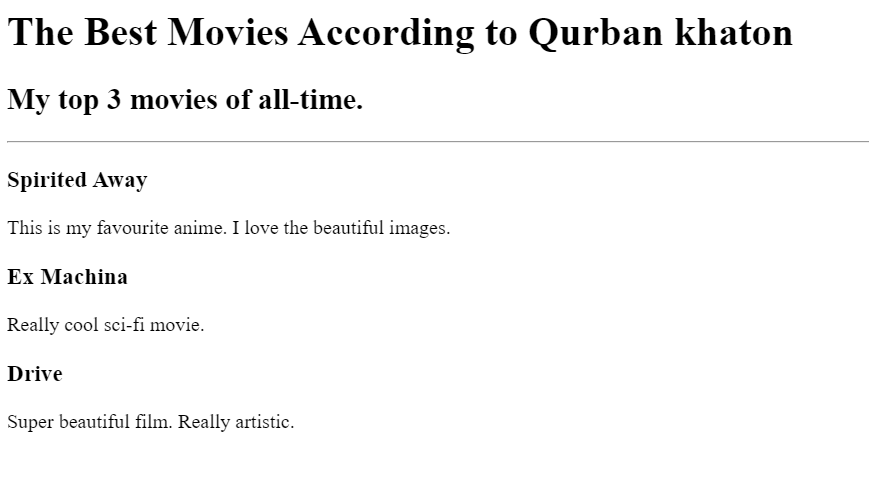 The Best Movies According to Qurban khaton
My top 3 movies of all-time.
Spirited Away
This is my favourite anime. I love the beautiful images.
Ex Machina
Really cool sci-fi movie.
Drive
Super beautiful film. Really artistic.